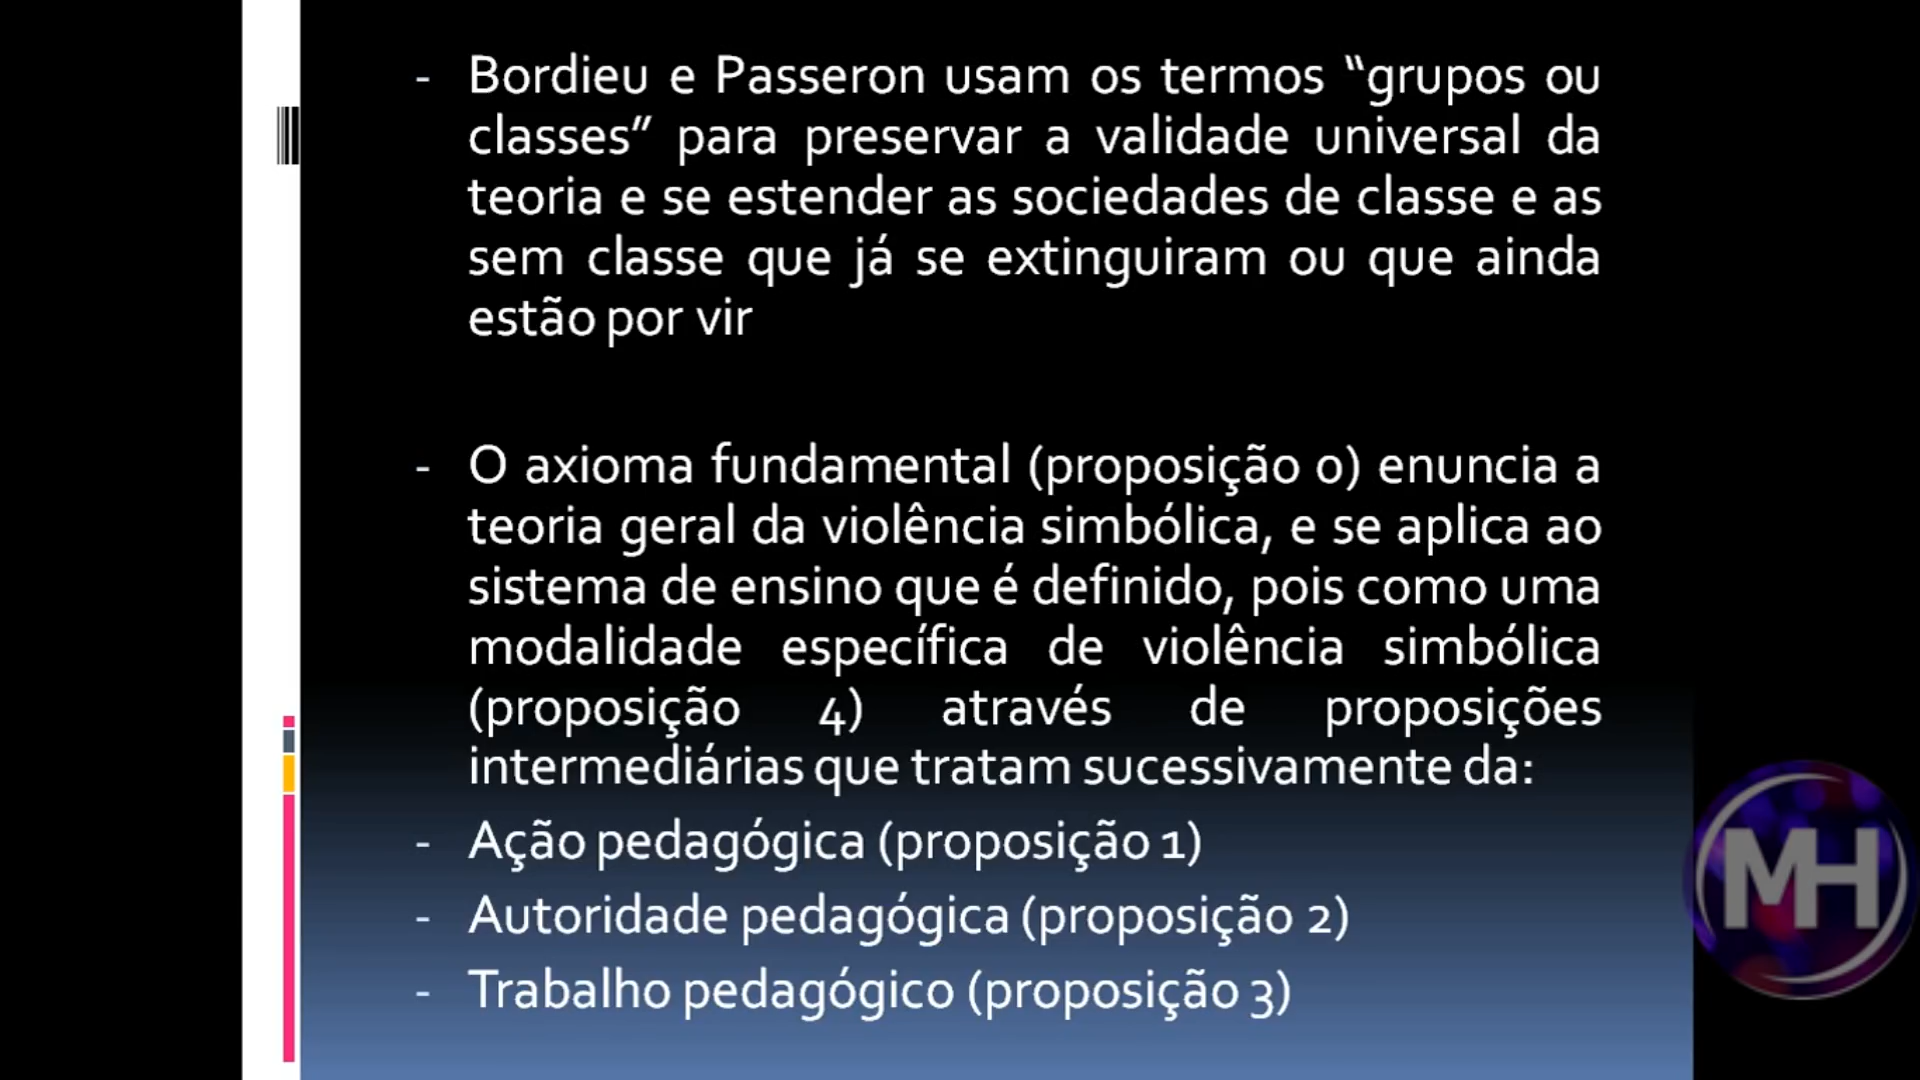 - Bordieu e Passeron usam os termos “grupos ou
classes” para preservar a validade universal da
teoria e se estender as sociedades de classe e as
sem classe que já se extinguiram ou que ainda
estão por vir
- O axioma fundamental (proposição 0) enuncia a
teoria geral da violência simbólica, e se aplica ao
sistema de ensino que é definido, pois como uma
modalidade específica de violência simbólica
(proposição 4) através de proposições
intermediárias que tratam sucessivamente da:
- Ação pedagógica (proposição 1)
- Autoridade pedagógica (proposição 2)
- Trabalho pedagógico (proposição 3)
MH